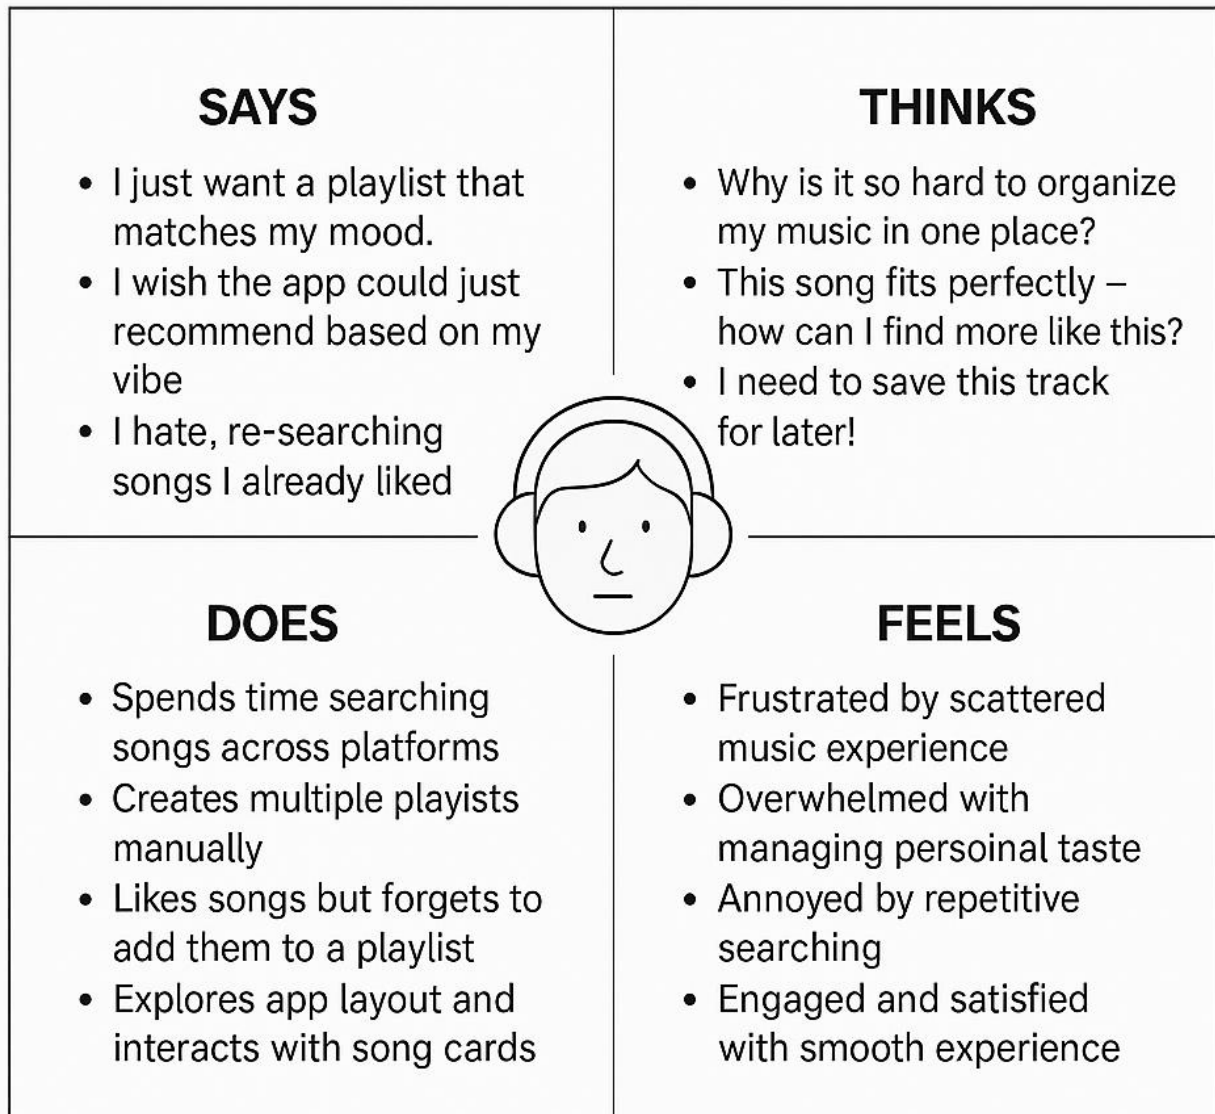 SAYS
• I just want a playlist that
matches my mood.
• I wish the app could just
recommend based on my
vibe
• I hate, re-searching
songs I already liked
THINKS
• Why is it so hard to organize
my music in one place?
• This song fits perfectly –
how can I find more like this?
• I need to save this track
for later!
DOES
• Spends time searching
songs across platforms
• Creates multiple playists
manually
• Likes songs but forgets to
add them to a playlist
• Explores app layout and
interacts with song cards
FEELS
• Frustrated by scattered
music experience
• Overwhelmed with
managing persoinal taste
• Annoyed by repetitive
searching
• Engaged and satisfied
with smooth experience